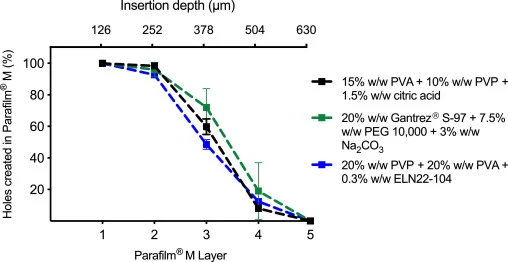 Insertion depth (µm)
126 252 378 504 630
Holes created in Parafilm® M (%)
100
80
60
40
20
1 2 3 4 5
Parafilm® M Layer
15% w/w PVA + 10% w/w PVP +
1.5% w/w citric acid
20% w/w Gantrez® S-97 + 7.5%
w/w PEG 10,000 + 3% w/w
Na₂CO₃
20% w/w PVP + 20% w/w PVA +
0.3% w/w ELN22-104